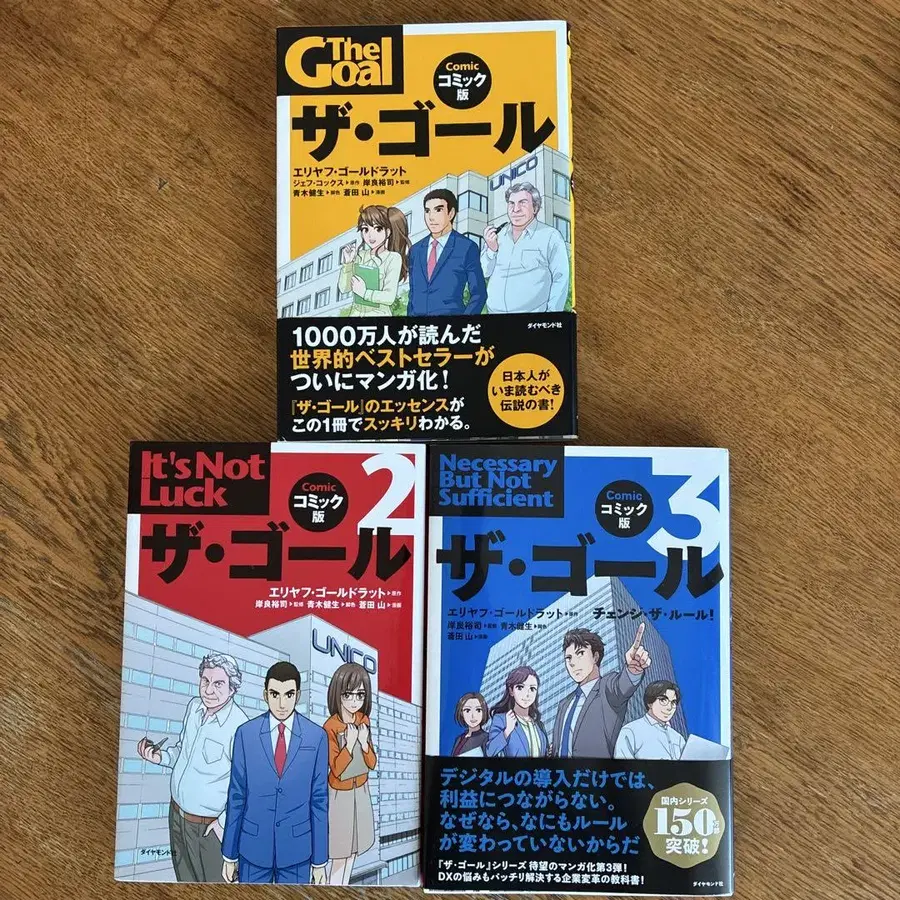 The
Goal
Comic
コミック
版
ザ・ゴール
エリヤフ・ゴールドラット
ジェフ・コックス▶原作 岸良裕司▶監修
青木健生▶脚色 蒼田 山▶漫画
UNICO
ダイヤモンド社
1000万人が読んだ
世界的ベストセラーが
ついにマンガ化!
『ザ・ゴール』のエッセンスが
この1冊でスッキリわかる。
日本人が
いま読むべき
伝説の書!
It's Not
Luck
Comic
コミック
版
2
ザ・ゴール
エリヤフ・ゴールドラット▶原作
岸良裕司▶監修 青木健生▶脚色 蒼田 山▶漫画
UNICO
ダイヤモンド社
Necessary
But Not
Sufficient
Comic
コミック
版
3
ザ・ゴール
エリヤフ・ゴールドラット▶原作
チェンジ・ザ・ルール!
岸良裕司▶監修 青木健生▶脚色
蒼田 山▶漫画
デジタルの導入だけでは、
利益につながらない。
なぜなら、なにもルール
が変わっていないからだ
国内シリーズ
150万部
突破!
『ザ・ゴール』シリーズ 待望のマンガ化第3弾!
DXの悩みもバッチリ解決する企業変革の教科書!
ダイヤモンド社